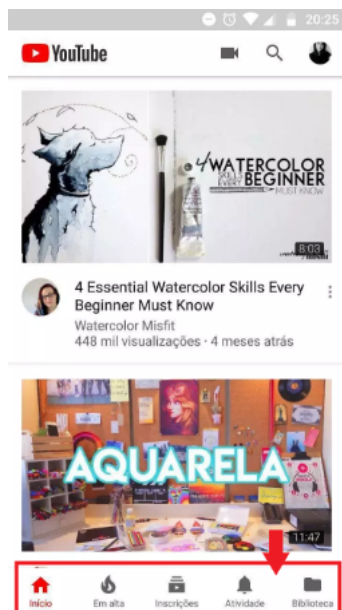 20:25
YouTube
4 WATERCOLOR
SKILLS
EVERY BEGINNER
MUST KNOW
8:03
4 Essential Watercolor Skills Every
Beginner Must Know
Watercolor Misfit
448 mil visualizações · 4 meses atrás
AQUARELA
11:47
Início Em alta Inscrições Atividade Biblioteca